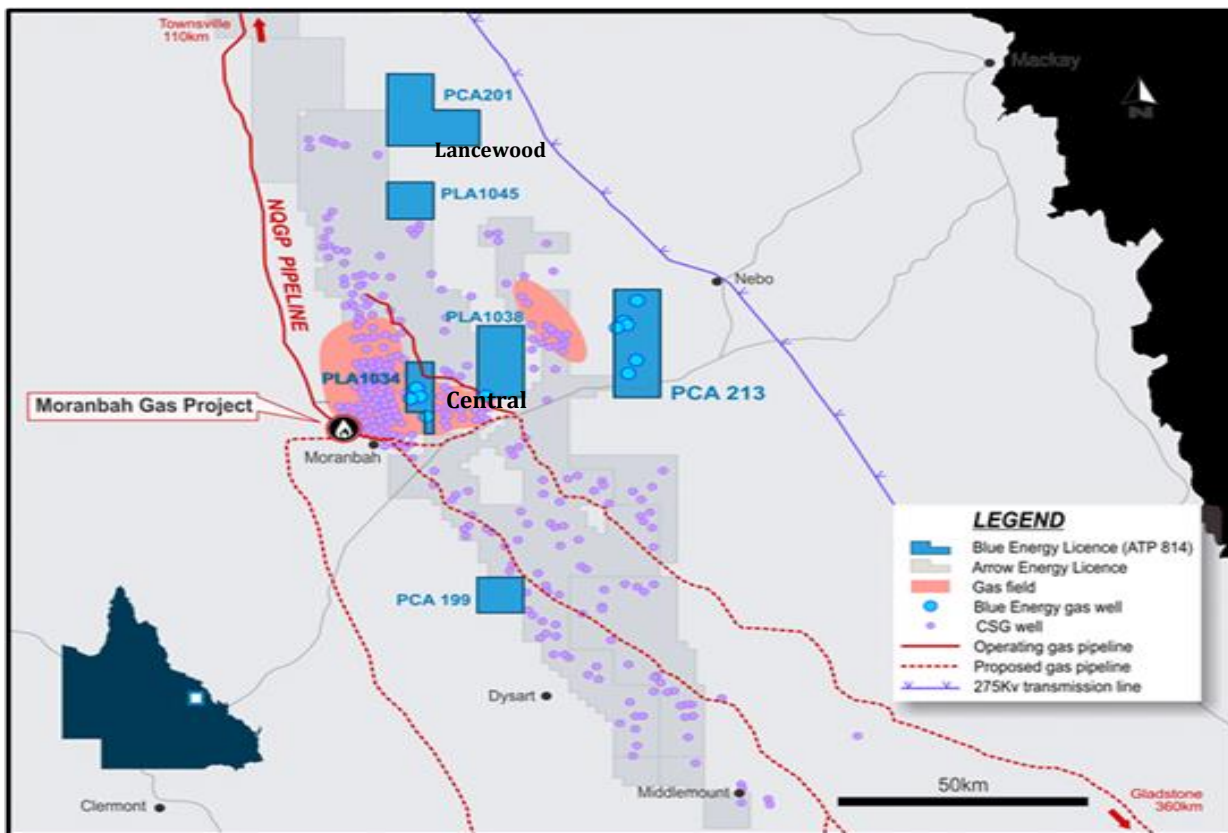 Townsville
110km
Mackay
N
PCA201
Lancewood
PLA1045
NQGP PIPELINE
Nebo
PLA1038
PLA1034
Central
PCA 213
Moranbah Gas Project
Moranbah
PCA 199
Dysart
Middlemount
Clermont
50km
Gladstone
360km
LEGEND
Blue Energy Licence (ATP 814)
Arrow Energy Licence
Gas field
Blue Energy gas well
CSG well
Operating gas pipeline
Proposed gas pipeline
275Kv transmission line